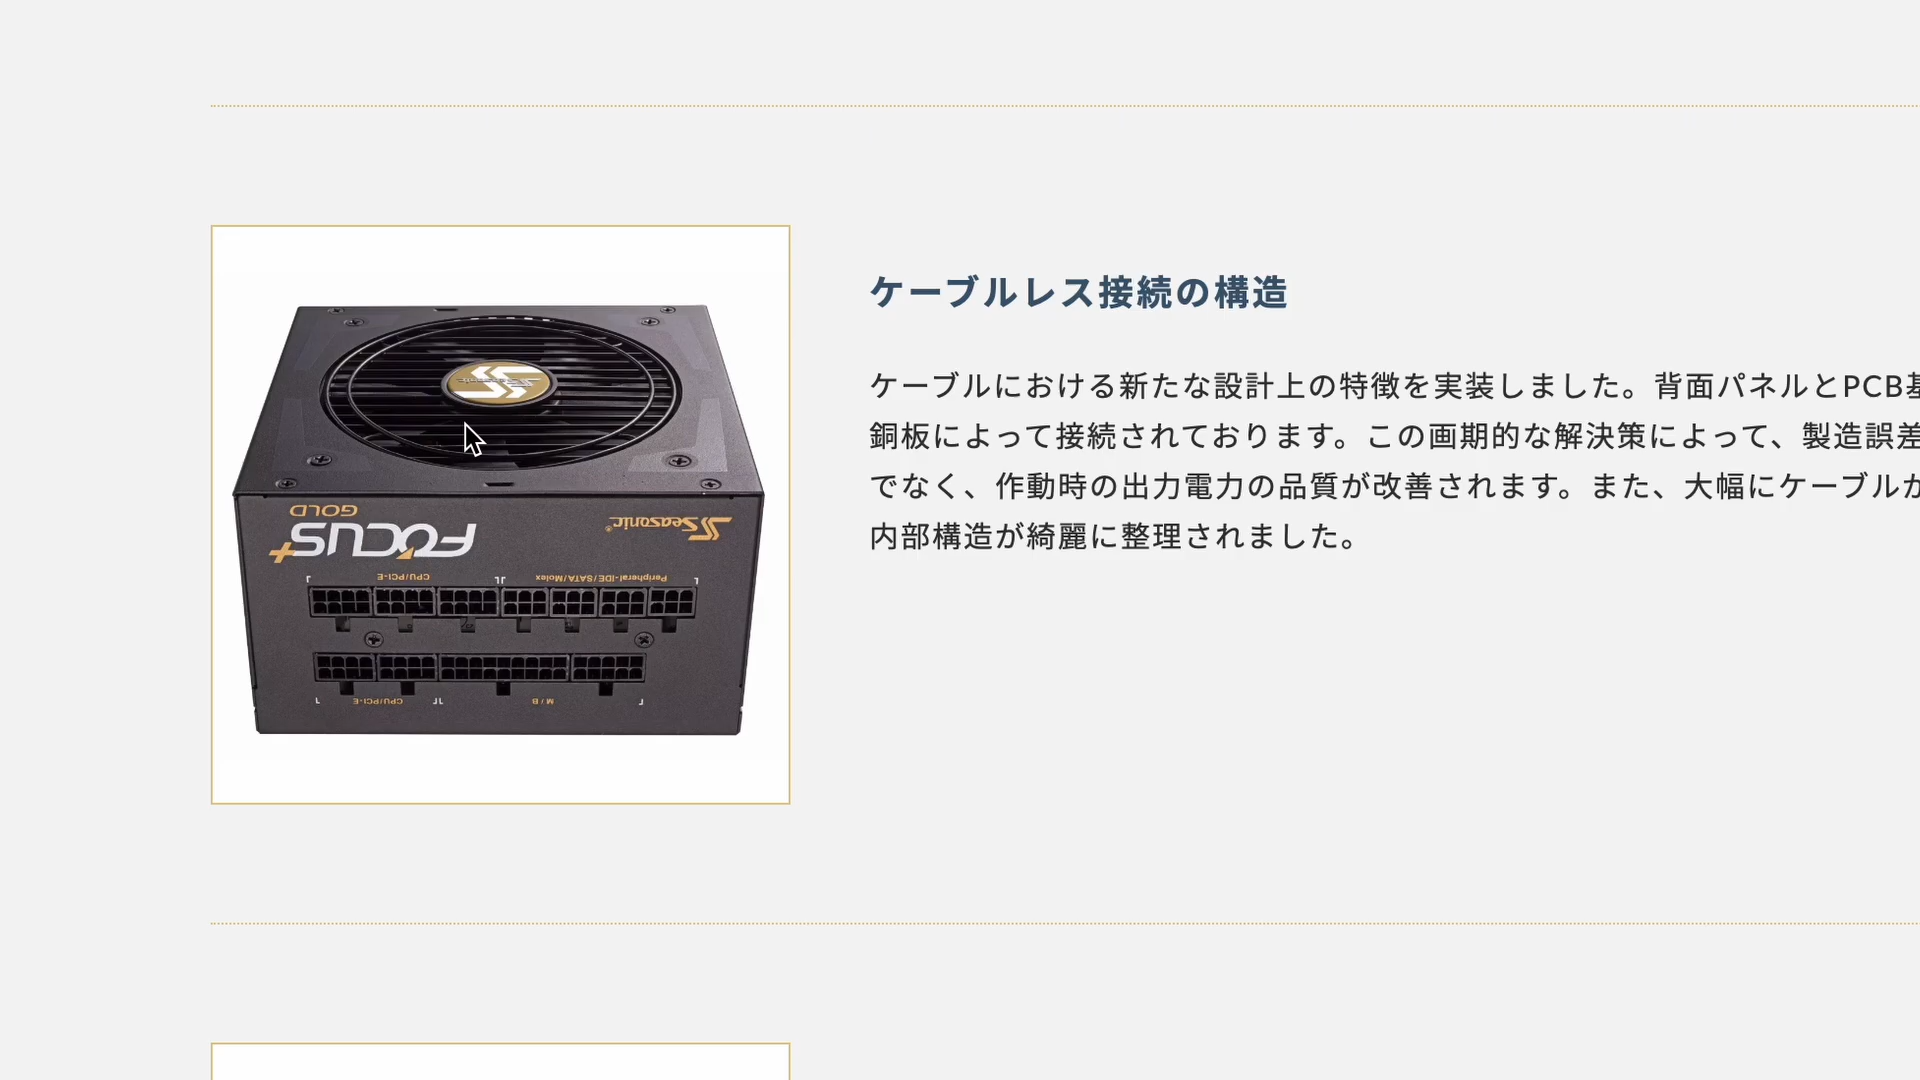 ケーブルレス接続の構造
ケーブルにおける新たな設計上の特徴を実装しました。背面パネルとPCB基
銅板によって接続されております。この画期的な解決策によって、製造誤差
でなく、作動時の出力電力の品質が改善されます。また、大幅にケーブルが
内部構造が綺麗に整理されました。
Seasonic
GOLD
FOCUS+
Seasonic®
CPU/PCI-E
Peripheral-IDE/SATA/Molex
CPU/PCI-E
M/B